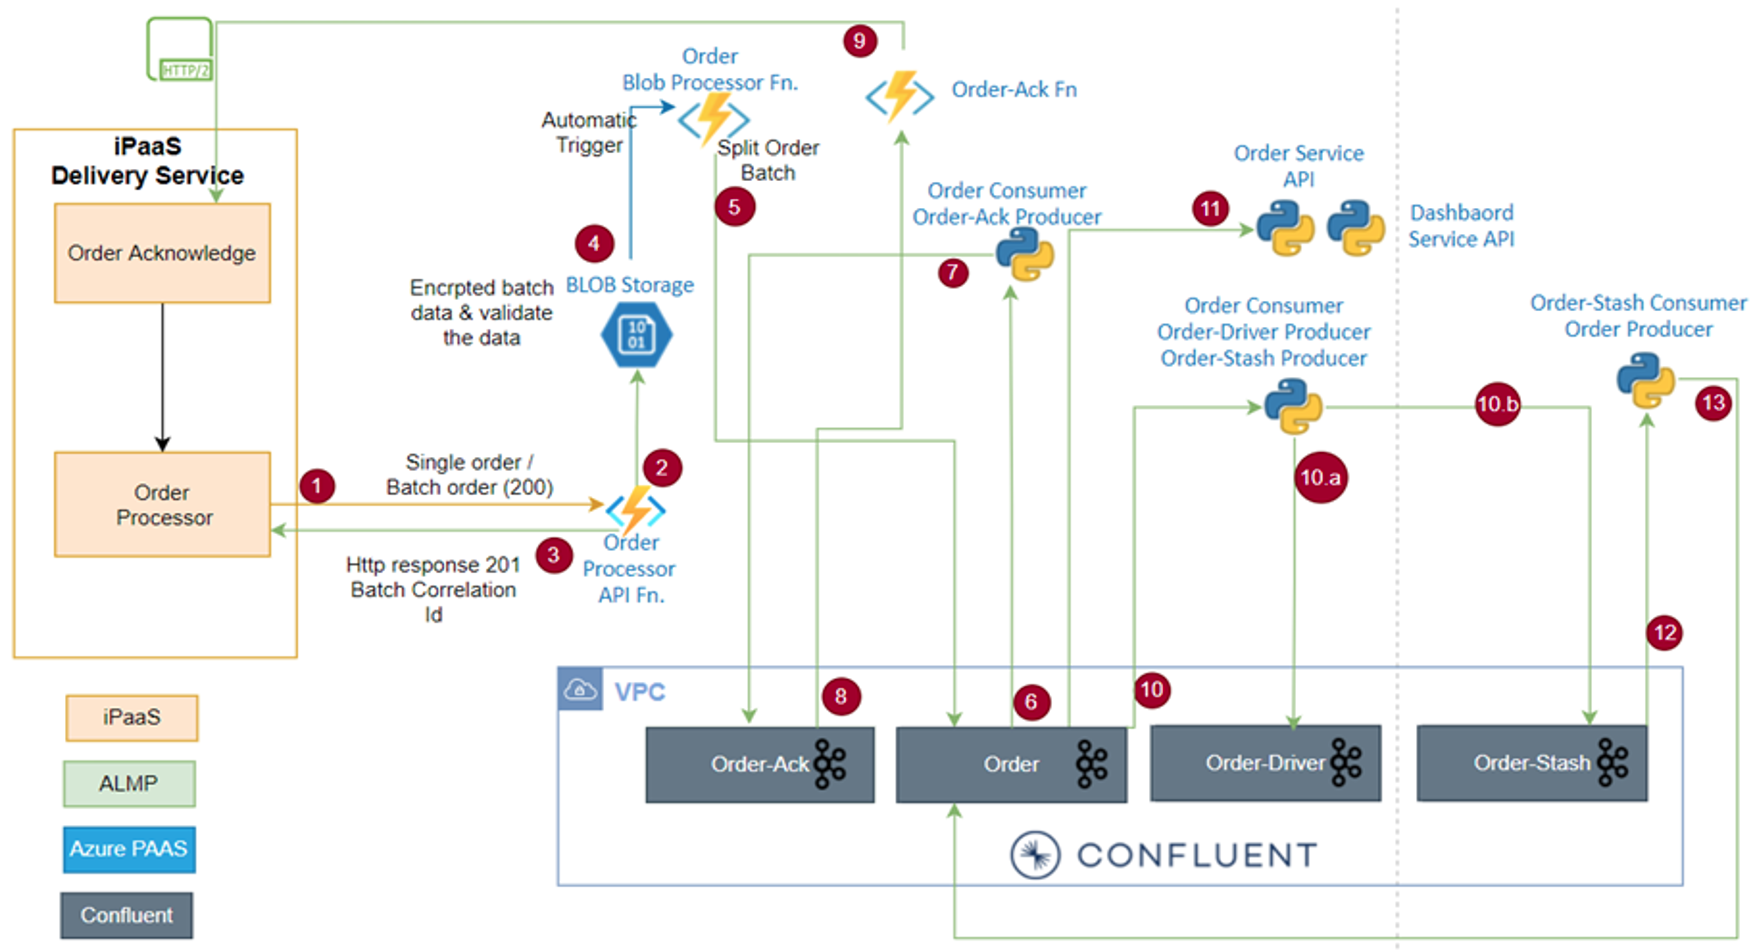 HTTP/2
9
Order
Blob Processor Fn.
Order-Ack Fn
Automatic
Trigger
iPaaS
Delivery Service
Split Order
Batch
Order Service
API
Order Consumer
Order-Ack Producer
5
11
Dashbaord
Service API
Order Acknowledge
4
7
Encrpted batch
data & validate
the data
BLOB Storage
10
01
Order Consumer
Order-Driver Producer
Order-Stash Producer
Order-Stash Consumer
Order Producer
10.b
13
Single order /
Batch order (200)
1
2
10.a
Order
Processor
Http response 201
Batch Correlation
Id
3
Order
Processor
API Fn.
12
VPC
8
6
10
Order-Ack
Order
Order-Driver
Order-Stash
CONFLUENT
iPaaS
ALMP
Azure PAAS
Confluent